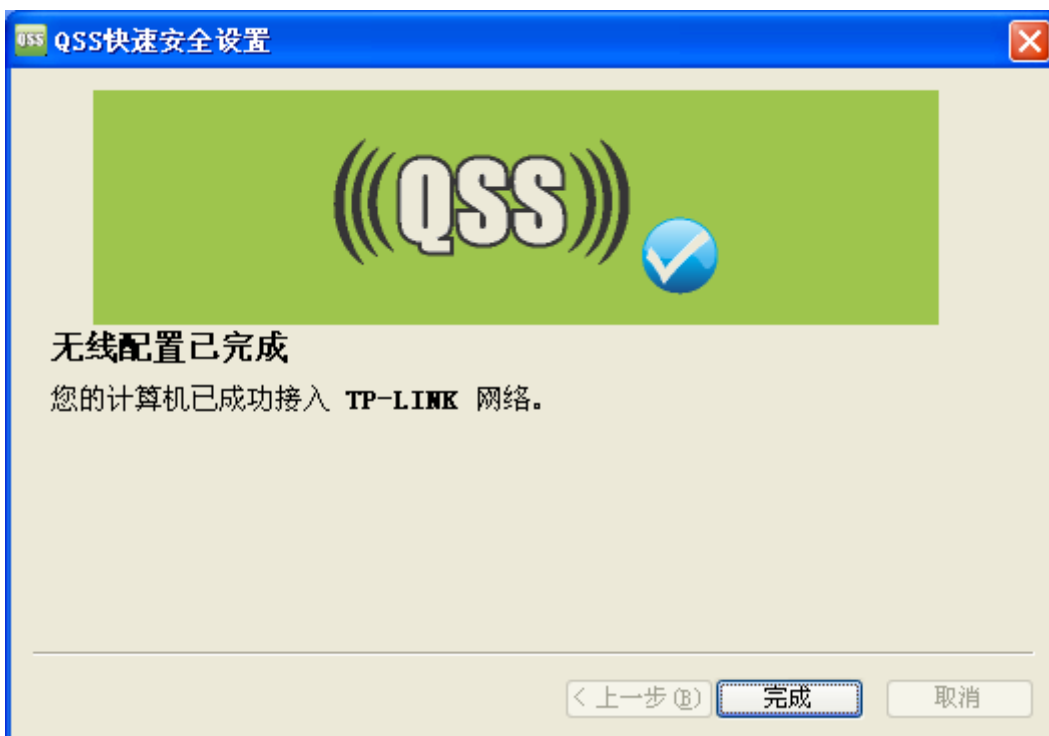 QSS QSS快速安全设置
(((QSS)))
无线配置已完成
您的计算机已成功接入 TP-LINK 网络。
< 上一步(B) 完成 取消